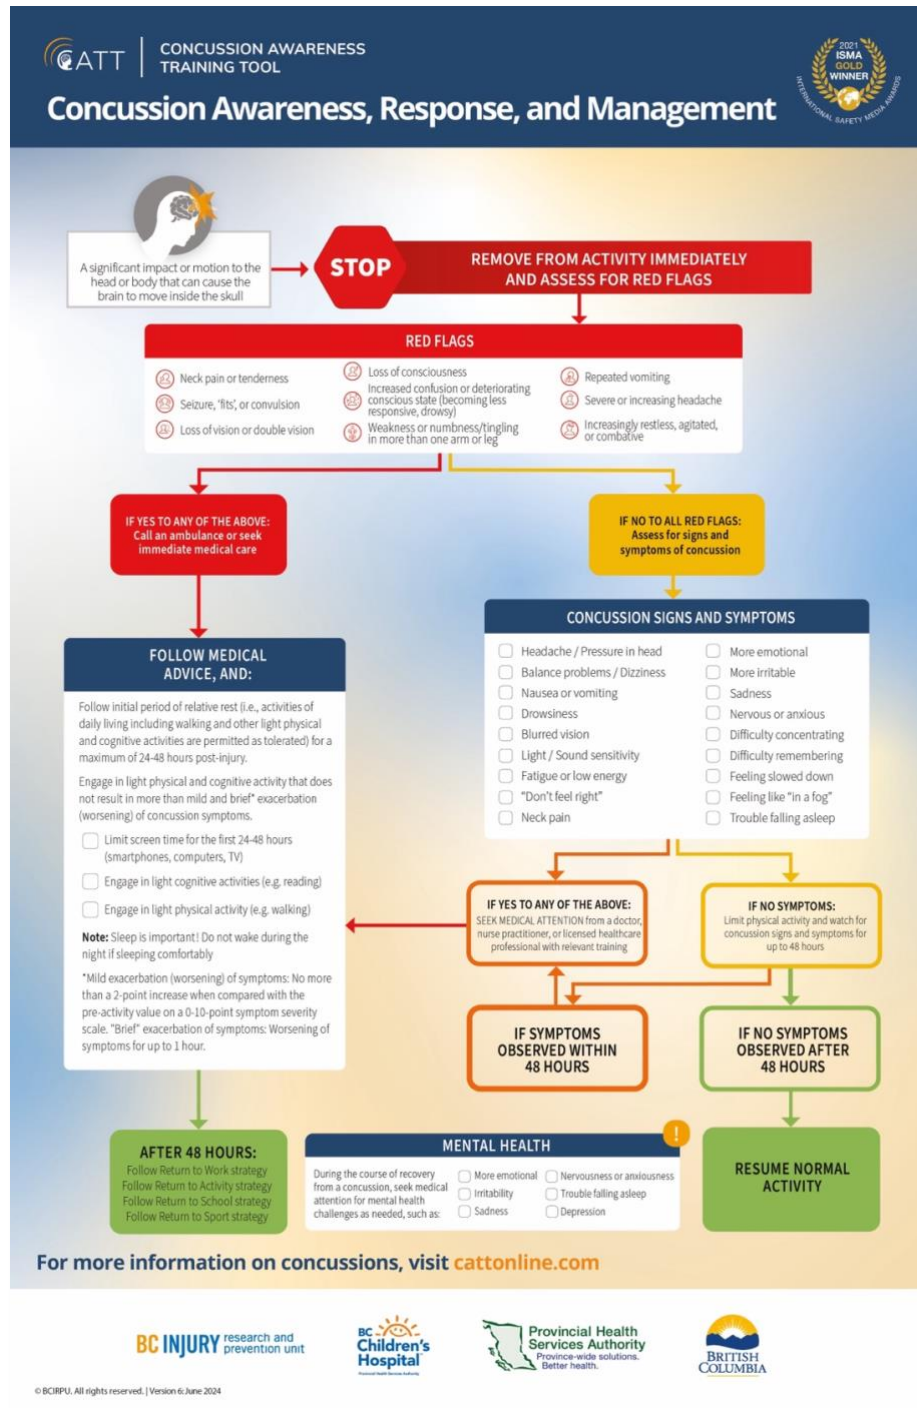 CATT
CONCUSSION AWARENESS
TRAINING TOOL
2021
ISMA
GOLD
WINNER
INTERNATIONAL SAFETY MEDIA AWARDS
Concussion Awareness, Response, and Management
A significant impact or motion to the
head or body that can cause the
brain to move inside the skull
STOP
REMOVE FROM ACTIVITY IMMEDIATELY
AND ASSESS FOR RED FLAGS
RED FLAGS
Neck pain or tenderness
Seizure, 'fits', or convulsion
Loss of vision or double vision
Loss of consciousness
Increased confusion or deteriorating
conscious state (becoming less
responsive, drowsy)
Weakness or numbness/tingling
in more than one arm or leg
Repeated vomiting
Severe or increasing headache
Increasingly restless, agitated,
or combative
IF YES TO ANY OF THE ABOVE:
Call an ambulance or seek
immediate medical care
IF NO TO ALL RED FLAGS:
Assess for signs and
symptoms of concussion
FOLLOW MEDICAL
ADVICE, AND:
Follow initial period of relative rest (i.e., activities of
daily living including walking and other light physical
and cognitive activities are permitted as tolerated) for a
maximum of 24-48 hours post-injury.
Engage in light physical and cognitive activity that does
not result in more than mild and brief* exacerbation
(worsening) of concussion symptoms.
Limit screen time for the first 24-48 hours
(smartphones, computers, TV)
Engage in light cognitive activities (e.g. reading)
Engage in light physical activity (e.g. walking)
Note: Sleep is important! Do not wake during the
night if sleeping comfortably
*Mild exacerbation (worsening) of symptoms: No more
than a 2-point increase when compared with the
pre-activity value on a 0-10-point symptom severity
scale. "Brief" exacerbation of symptoms: Worsening of
symptoms for up to 1 hour.
CONCUSSION SIGNS AND SYMPTOMS
Headache / Pressure in head
Balance problems / Dizziness
Nausea or vomiting
Drowsiness
Blurred vision
Light / Sound sensitivity
Fatigue or low energy
"Don't feel right"
Neck pain
More emotional
More irritable
Sadness
Nervous or anxious
Difficulty concentrating
Difficulty remembering
Feeling slowed down
Feeling like "in a fog"
Trouble falling asleep
IF YES TO ANY OF THE ABOVE:
SEEK MEDICAL ATTENTION from a doctor,
nurse practitioner, or licensed healthcare
professional with relevant training
IF NO SYMPTOMS:
Limit physical activity and watch for
concussion signs and symptoms for
up to 48 hours
IF SYMPTOMS
OBSERVED WITHIN
48 HOURS
IF NO SYMPTOMS
OBSERVED AFTER
48 HOURS
AFTER 48 HOURS:
Follow Return to Work strategy
Follow Return to Activity strategy
Follow Return to School strategy
Follow Return to Sport strategy
MENTAL HEALTH
!
During the course of recovery
from a concussion, seek medical
attention for mental health
challenges as needed, such as:
More emotional
Irritability
Sadness
Nervousness or anxiousness
Trouble falling asleep
Depression
RESUME NORMAL
ACTIVITY
For more information on concussions, visit cattonline.com
BC INJURY research and
prevention unit
BC
Children's
Hospital
Provincial Health Services Authority
Provincial Health
Services Authority
Province-wide solutions.
Better health.
BRITISH
COLUMBIA
© BCIRPU. All rights reserved. | Version 6: June 2024